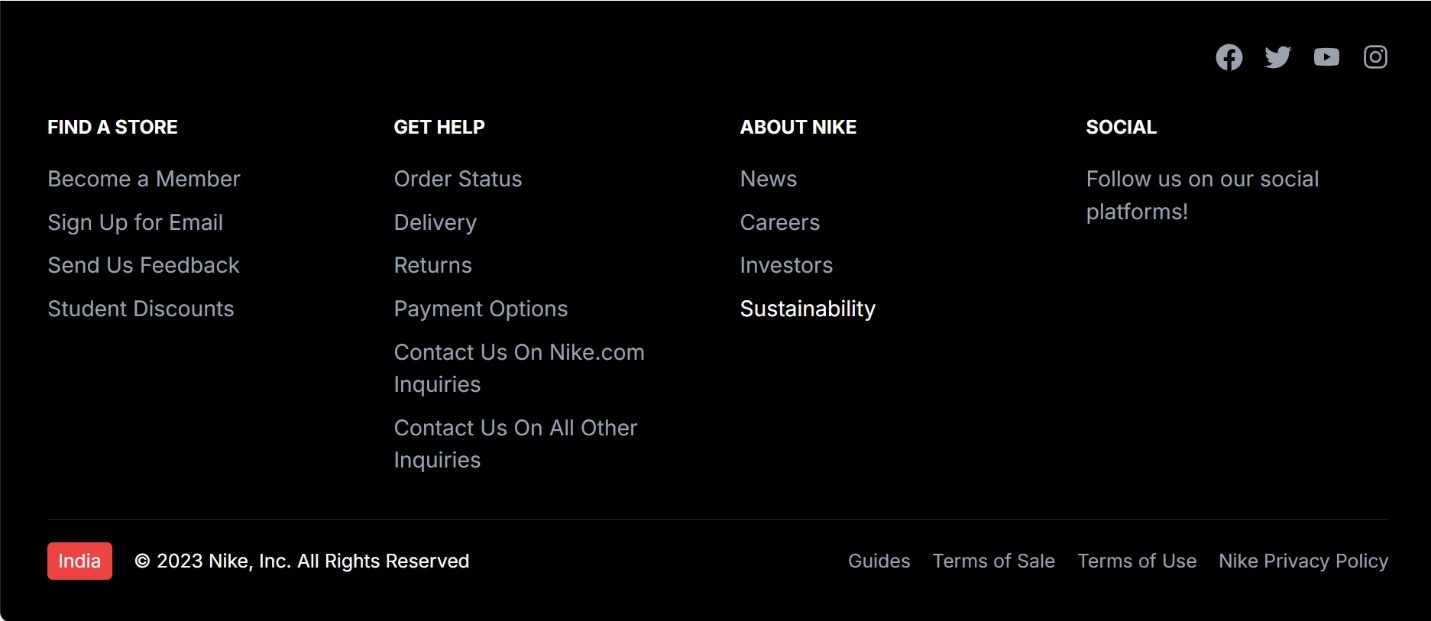 FIND A STORE
Become a Member
Sign Up for Email
Send Us Feedback
Student Discounts
GET HELP
Order Status
Delivery
Returns
Payment Options
Contact Us On Nike.com
Inquiries
Contact Us On All Other
Inquiries
ABOUT NIKE
News
Careers
Investors
Sustainability
SOCIAL
Follow us on our social
platforms!
India
© 2023 Nike, Inc. All Rights Reserved
Guides
Terms of Sale
Terms of Use
Nike Privacy Policy